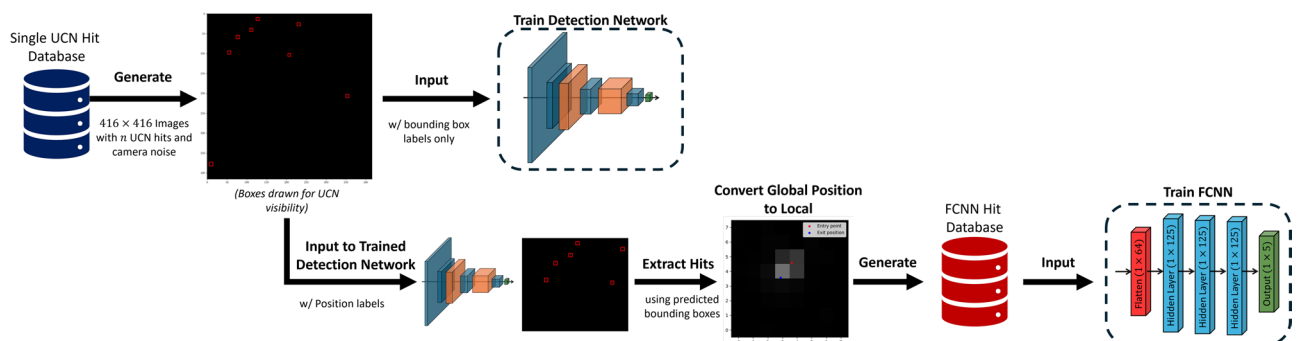 Single UCN Hit
Database
Generate
416 × 416 Images
with n UCN hits and
camera noise
(Boxes drawn for UCN
visibility)
Input
w/ bounding box
labels only
Train Detection Network
Input to Trained
Detection Network
w/ Position labels
Extract Hits
using predicted
bounding boxes
Convert Global Position
to Local
Entry point
Exit position
Generate
FCNN Hit
Database
Input
Train FCNN
Flatten (1 × 64)
Hidden Layer (1 × 125)
Hidden Layer (1 × 125)
Hidden Layer (1 × 125)
Output (1 × 5)